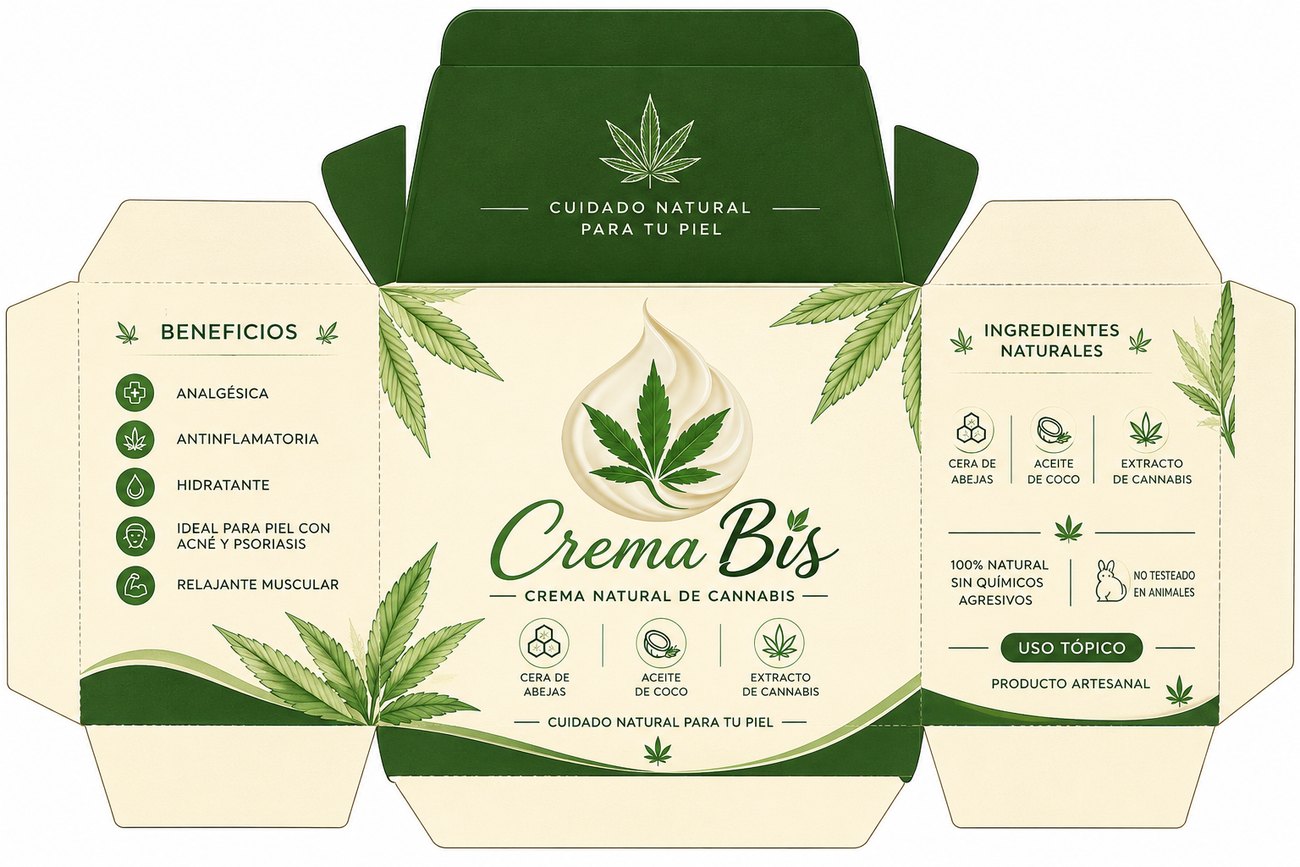 CUIDADO NATURAL
PARA TU PIEL
BENEFICIOS
ANALGÉSICA
ANTINFLAMATORIA
HIDRATANTE
IDEAL PARA PIEL CON
ACNÉ Y PSORIASIS
RELAJANTE MUSCULAR
Crema Bis
CREMA NATURAL DE CANNABIS
CERA DE
ABEJAS
ACEITE
DE COCO
EXTRACTO
DE CANNABIS
CUIDADO NATURAL PARA TU PIEL
INGREDIENTES
NATURALES
CERA DE
ABEJAS
ACEITE
DE COCO
EXTRACTO
DE CANNABIS
100% NATURAL
SIN QUÍMICOS
AGRESIVOS
NO TESTEADO
EN ANIMALES
USO TÓPICO
PRODUCTO ARTESANAL